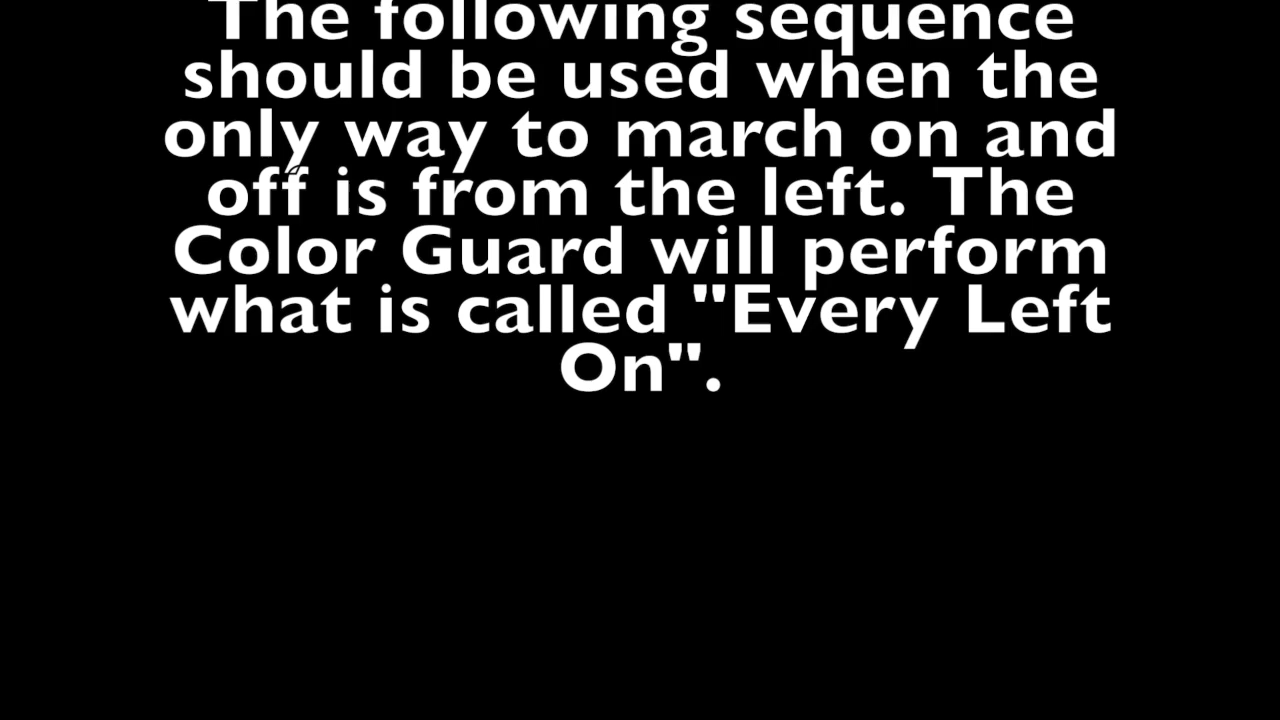 The following sequence
should be used when the
only way to march on and
off is from the left. The
Color Guard will perform
what is called "Every Left
On".